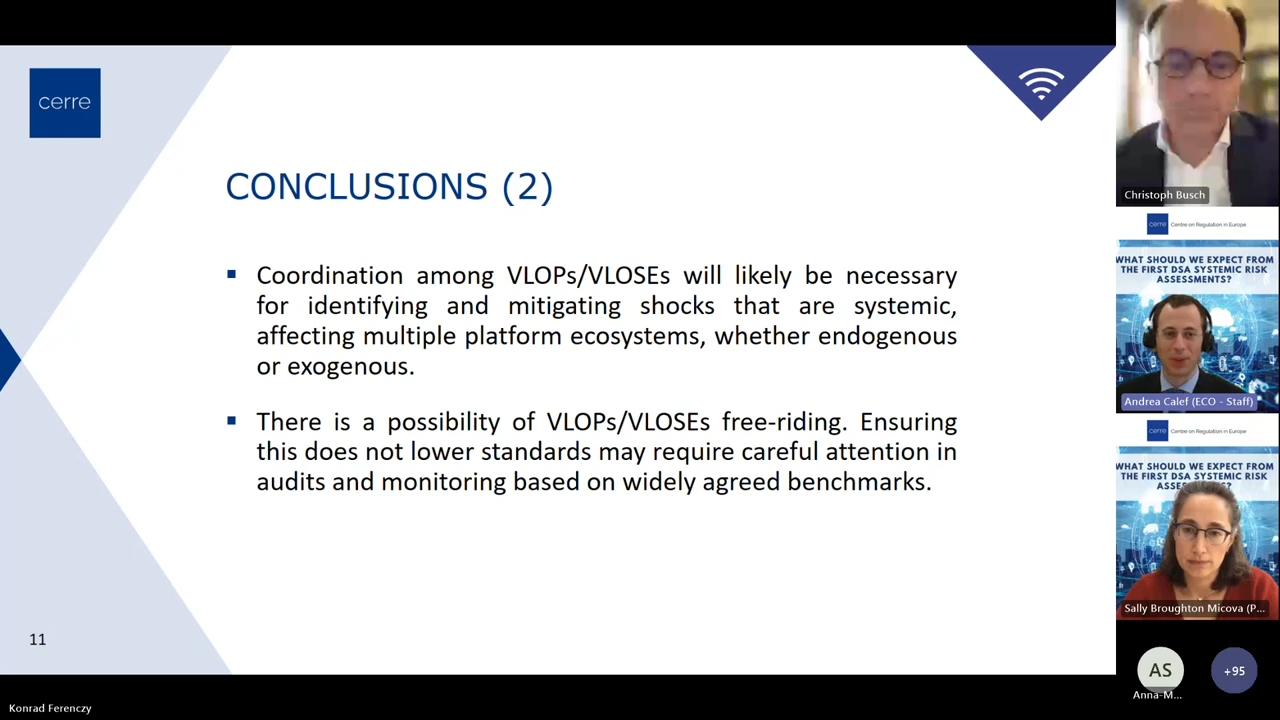 cerre
CONCLUSIONS (2)
▪ Coordination among VLOPs/VLOSEs will likely be necessary
for identifying and mitigating shocks that are systemic,
affecting multiple platform ecosystems, whether endogenous
or exogenous.
▪ There is a possibility of VLOPs/VLOSEs free-riding. Ensuring
this does not lower standards may require careful attention in
audits and monitoring based on widely agreed benchmarks.
11
Konrad Ferenczy
Christoph Busch
cerre Centre on Regulation in Europe
WHAT SHOULD WE EXPECT FROM
THE FIRST DSA SYSTEMIC RISK
ASSESSMENTS?
Andrea Calef (ECO - Staff)
cerre Centre on Regulation in Europe
WHAT SHOULD WE EXPECT FROM
THE FIRST DSA SYSTEMIC RISK
Sally Broughton Micova (P...
AS
Anna-M...
+95